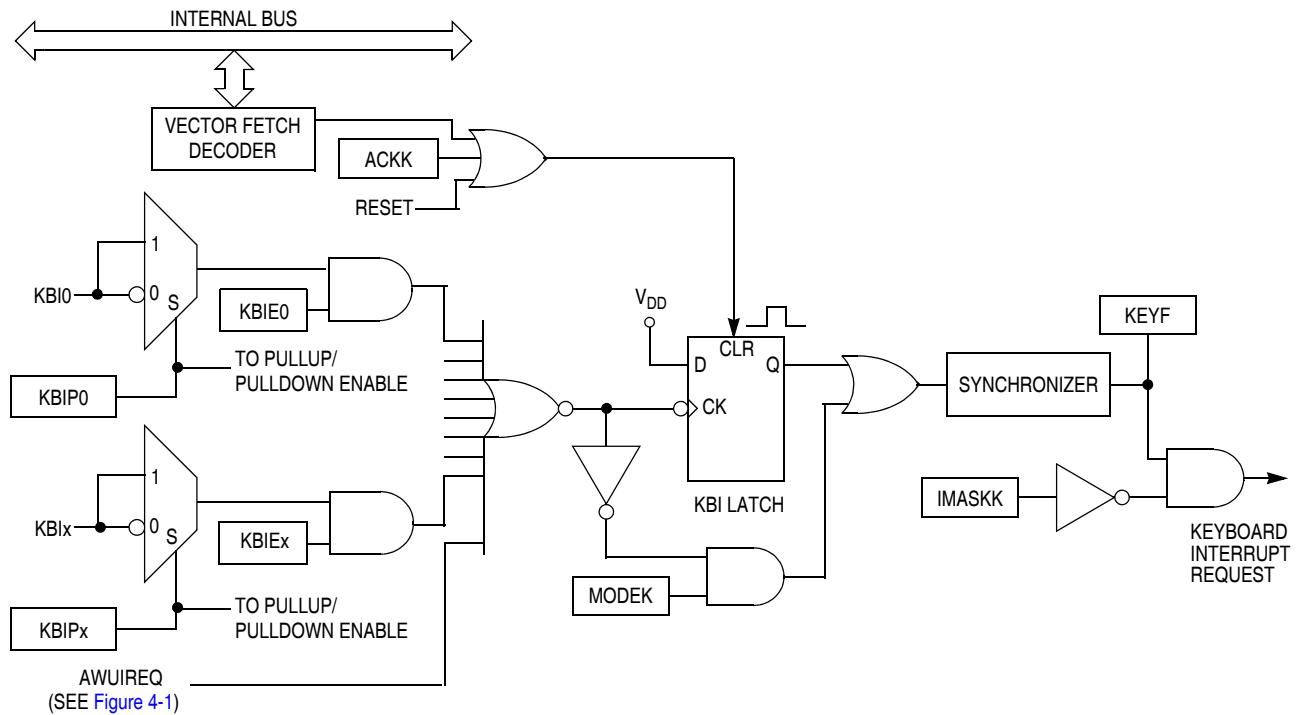 INTERNAL BUS
VECTOR FETCH
DECODER
ACKK
RESET
1
KBI0
0
S
KBIE0
TO PULLUP/
PULLDOWN ENABLE
KBIP0
VDD
CLR
D
Q
CK
KBI LATCH
SYNCHRONIZER
KEYF
IMASKK
KEYBOARD
INTERRUPT
REQUEST
1
KBIx
0
S
KBIEx
MODEK
TO PULLUP/
PULLDOWN ENABLE
KBIPx
AWUIREQ
(SEE Figure 4-1)